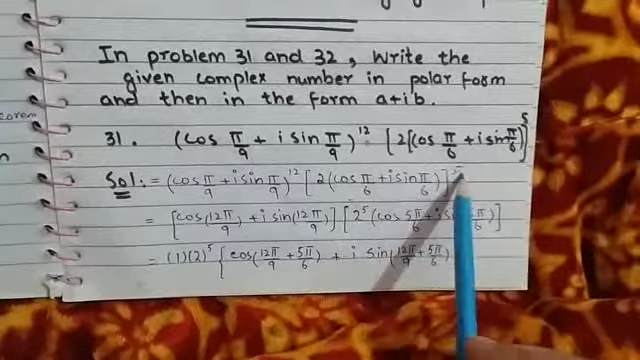 In problem 31 and 32, Write the
given complex number in polar form
and then in the form a+ib.
31. (cos π/9 + i sin π/9)^12 · [2(cos π/6 + i sin π/6)]^5
Sol: = (cos π/9 + i sin π/9)^12 [2(cos π/6 + i sin π/6)]
= [cos(12π/9) + i sin(12π/9)] [2^5 (cos 5π/6 + i sin 5π/6)]
= (1)(2)^5 {cos(12π/9 + 5π/6) + i sin(12π/9 + 5π/6)